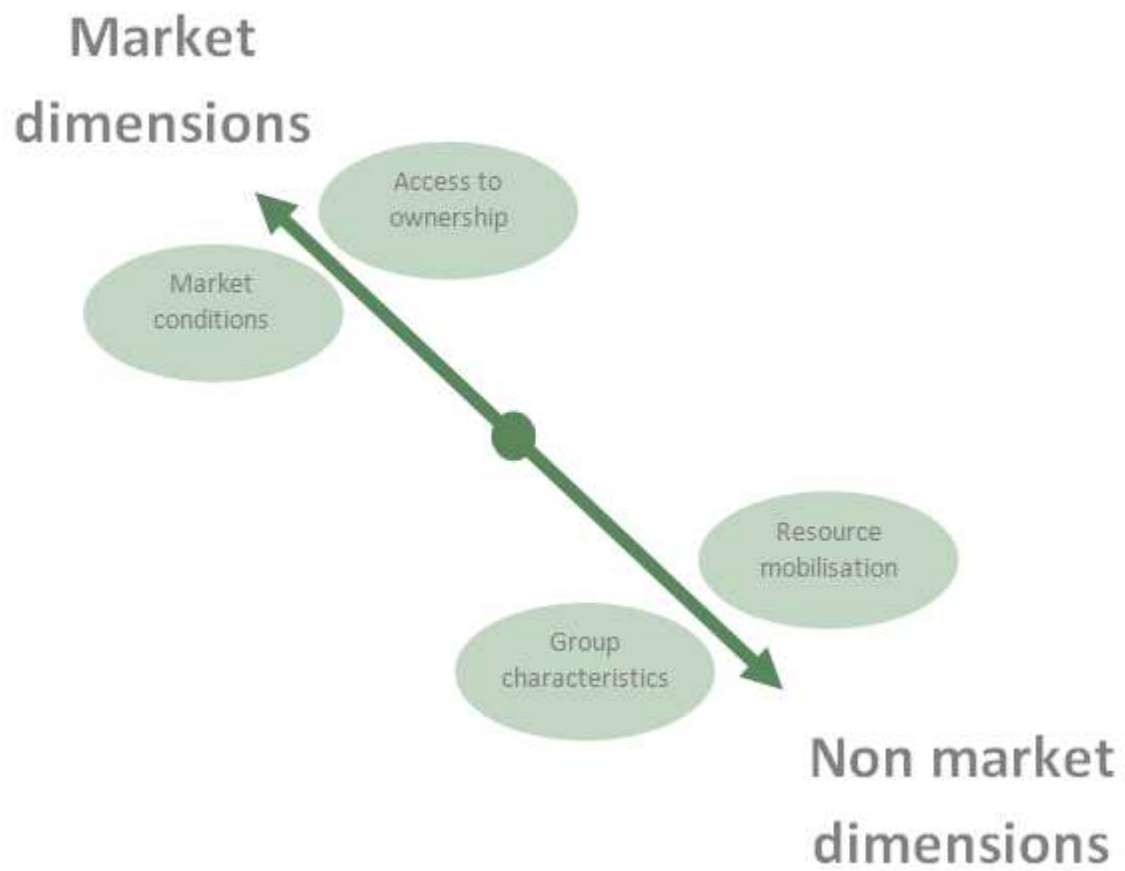 Market
dimensions
Access to
ownership
Market
conditions
Resource
mobilisation
Group
characteristics
Non market
dimensions